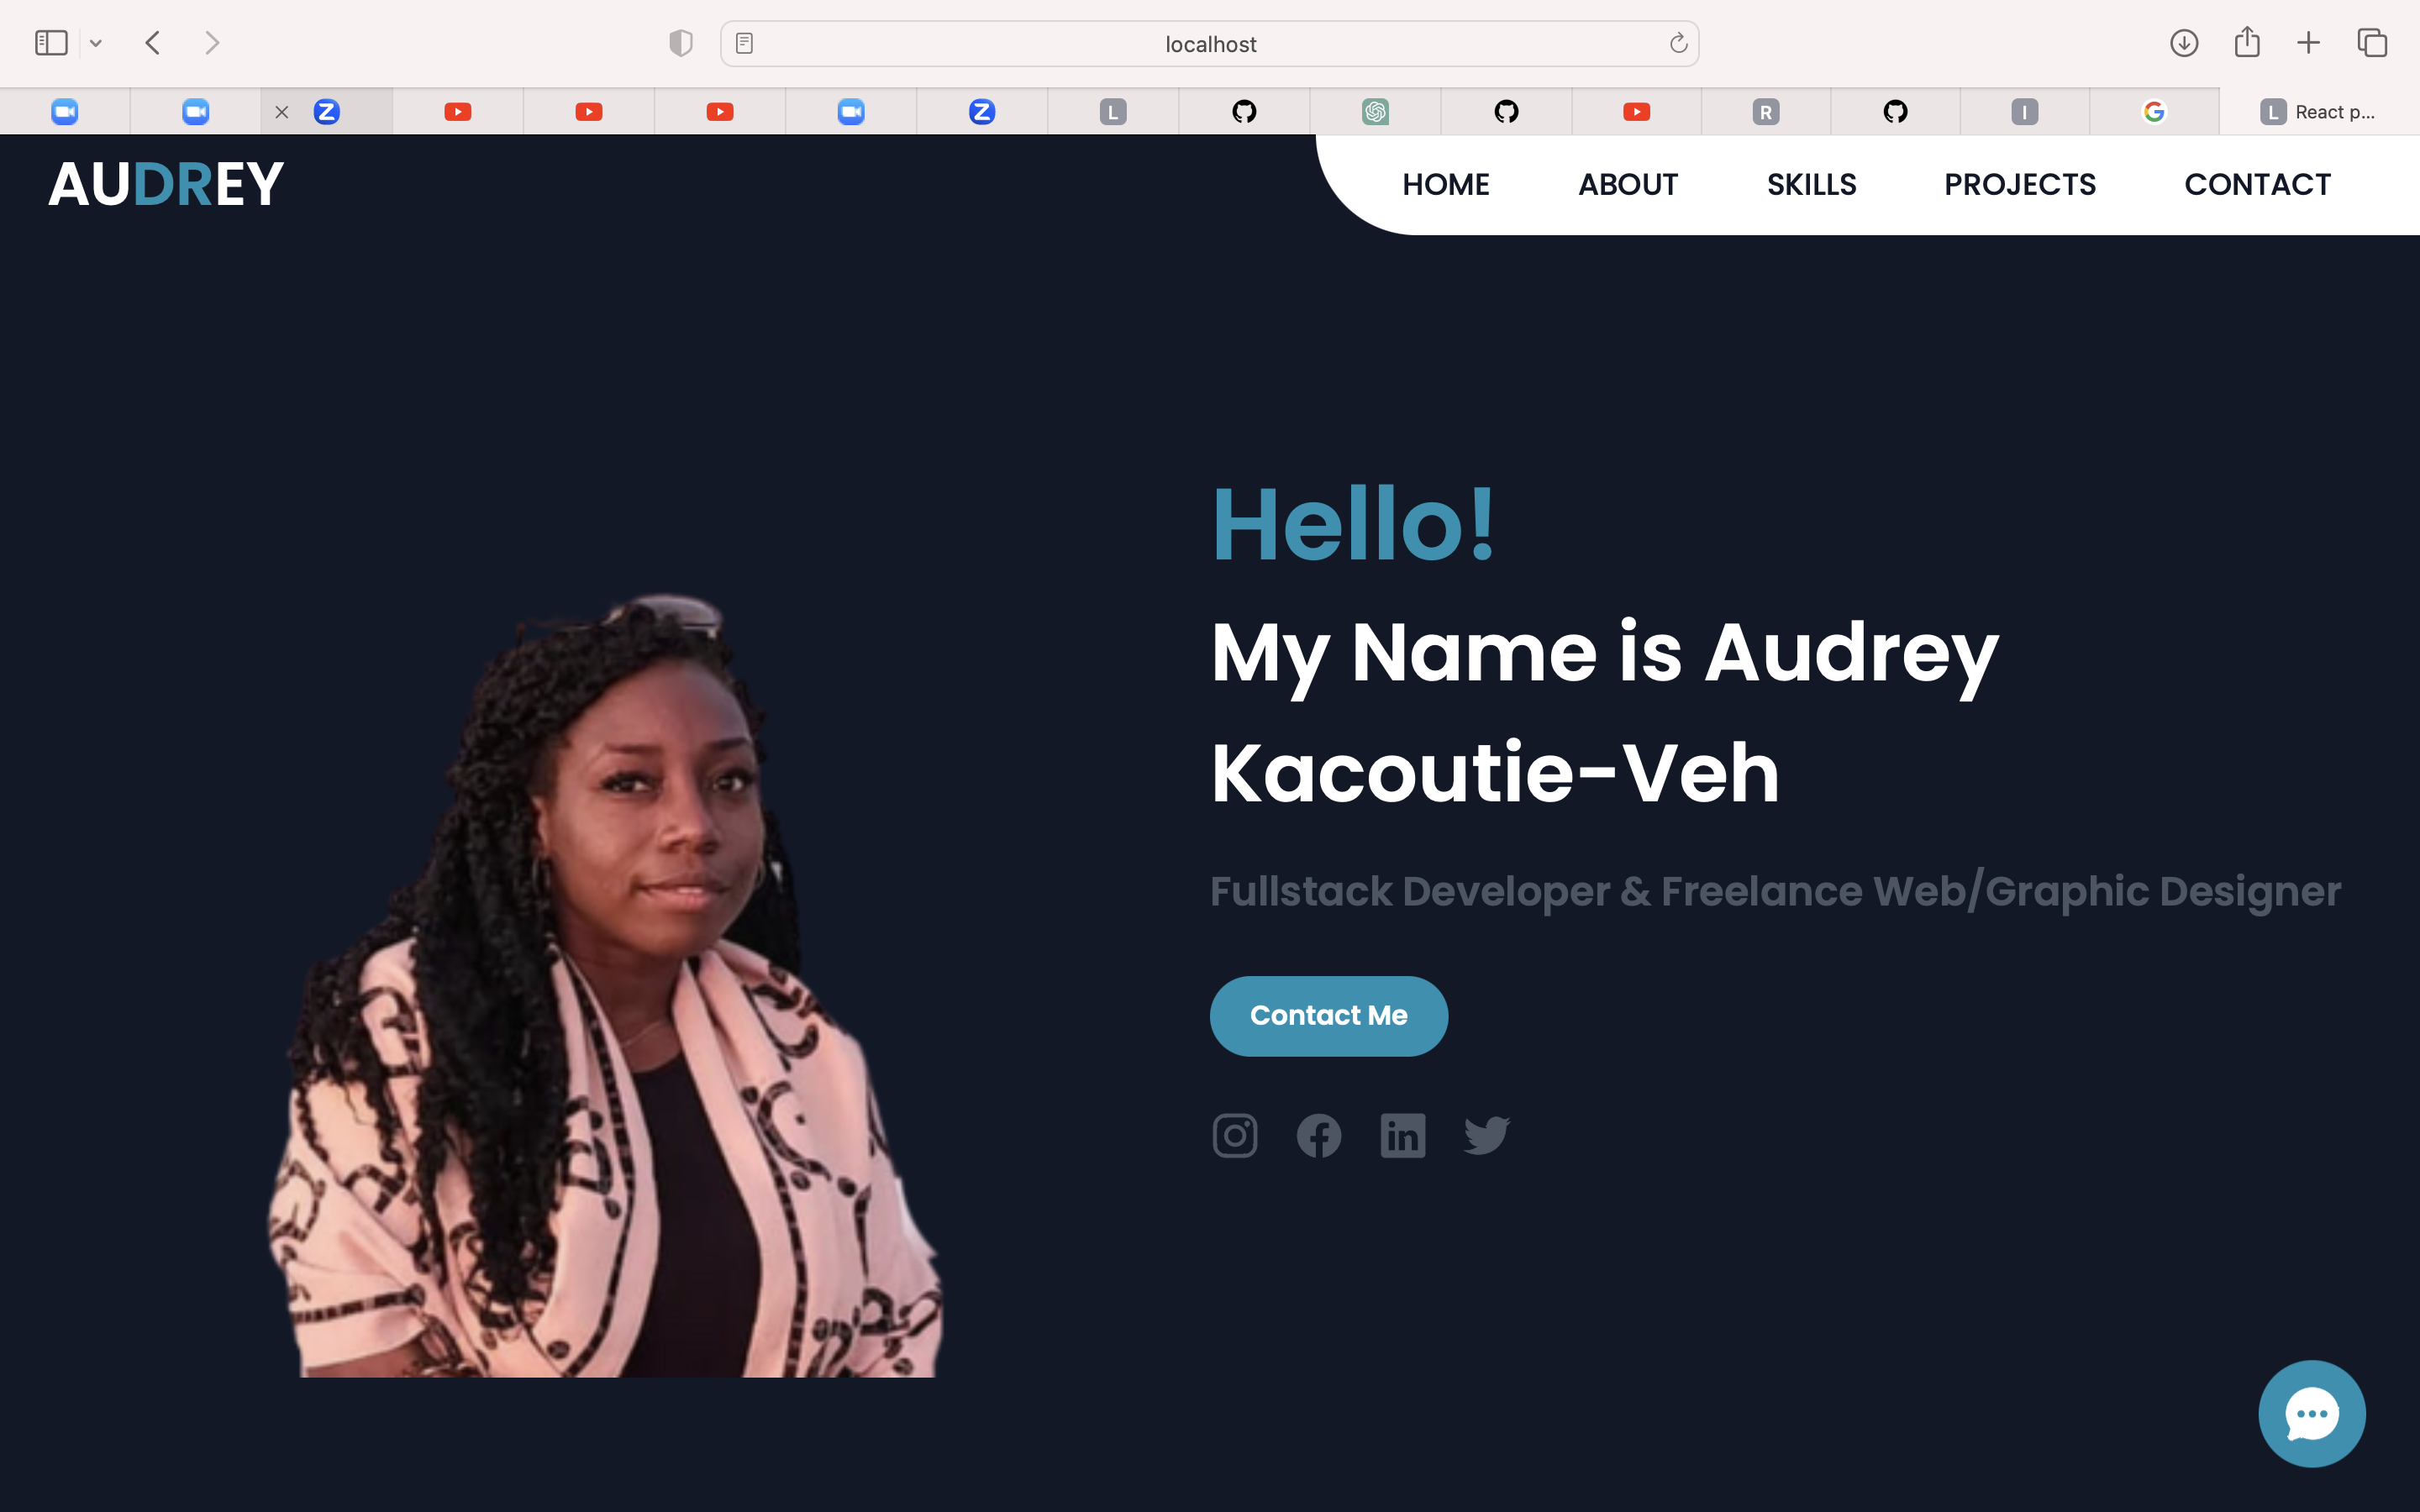 localhost
L
R
I
L React p...
AUDREY
HOME ABOUT SKILLS PROJECTS CONTACT
Hello!
My Name is Audrey
Kacoutie-Veh
Fullstack Developer & Freelance Web/Graphic Designer
Contact Me